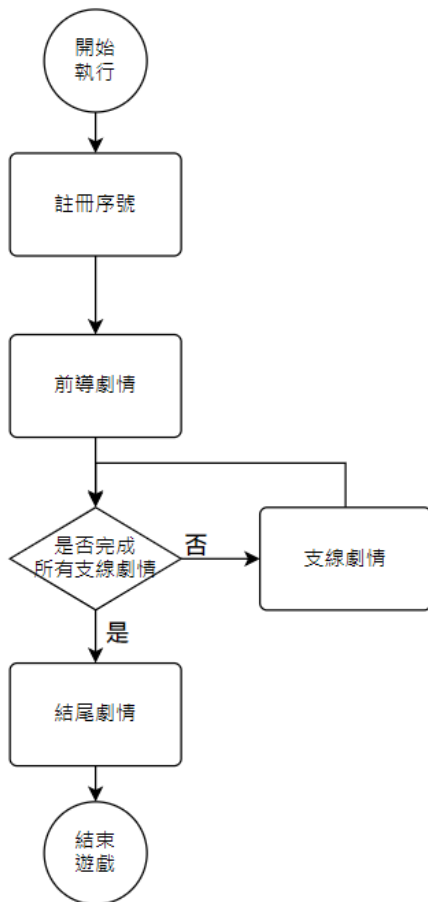 開始
執行
註冊序號
前導劇情
是否完成
所有支線劇情
否
支線劇情
是
結尾劇情
結束
遊戲